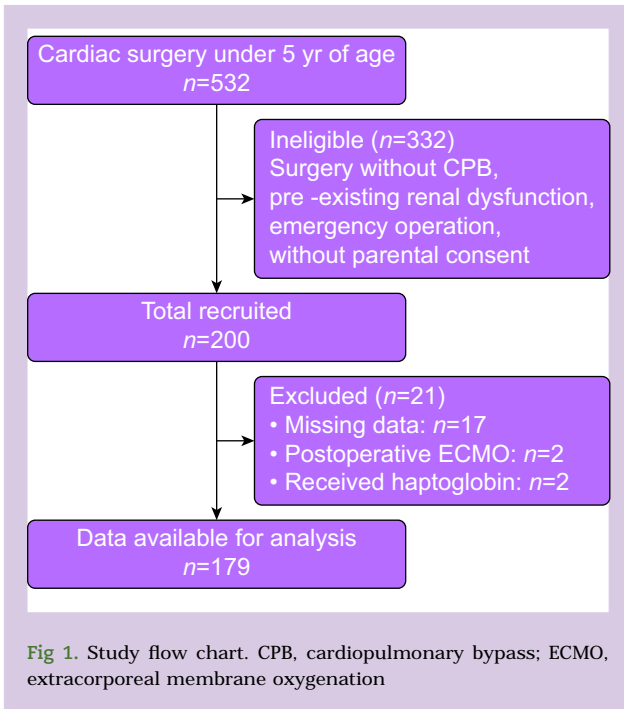 Cardiac surgery under 5 yr of age
n=532
Ineligible (n=332)
Surgery without CPB,
pre -existing renal dysfunction,
emergency operation,
without parental consent
Total recruited
n=200
Excluded (n=21)
• Missing data: n=17
• Postoperative ECMO: n=2
• Received haptoglobin: n=2
Data available for analysis
n=179
Fig 1. Study flow chart. CPB, cardiopulmonary bypass; ECMO,
extracorporeal membrane oxygenation